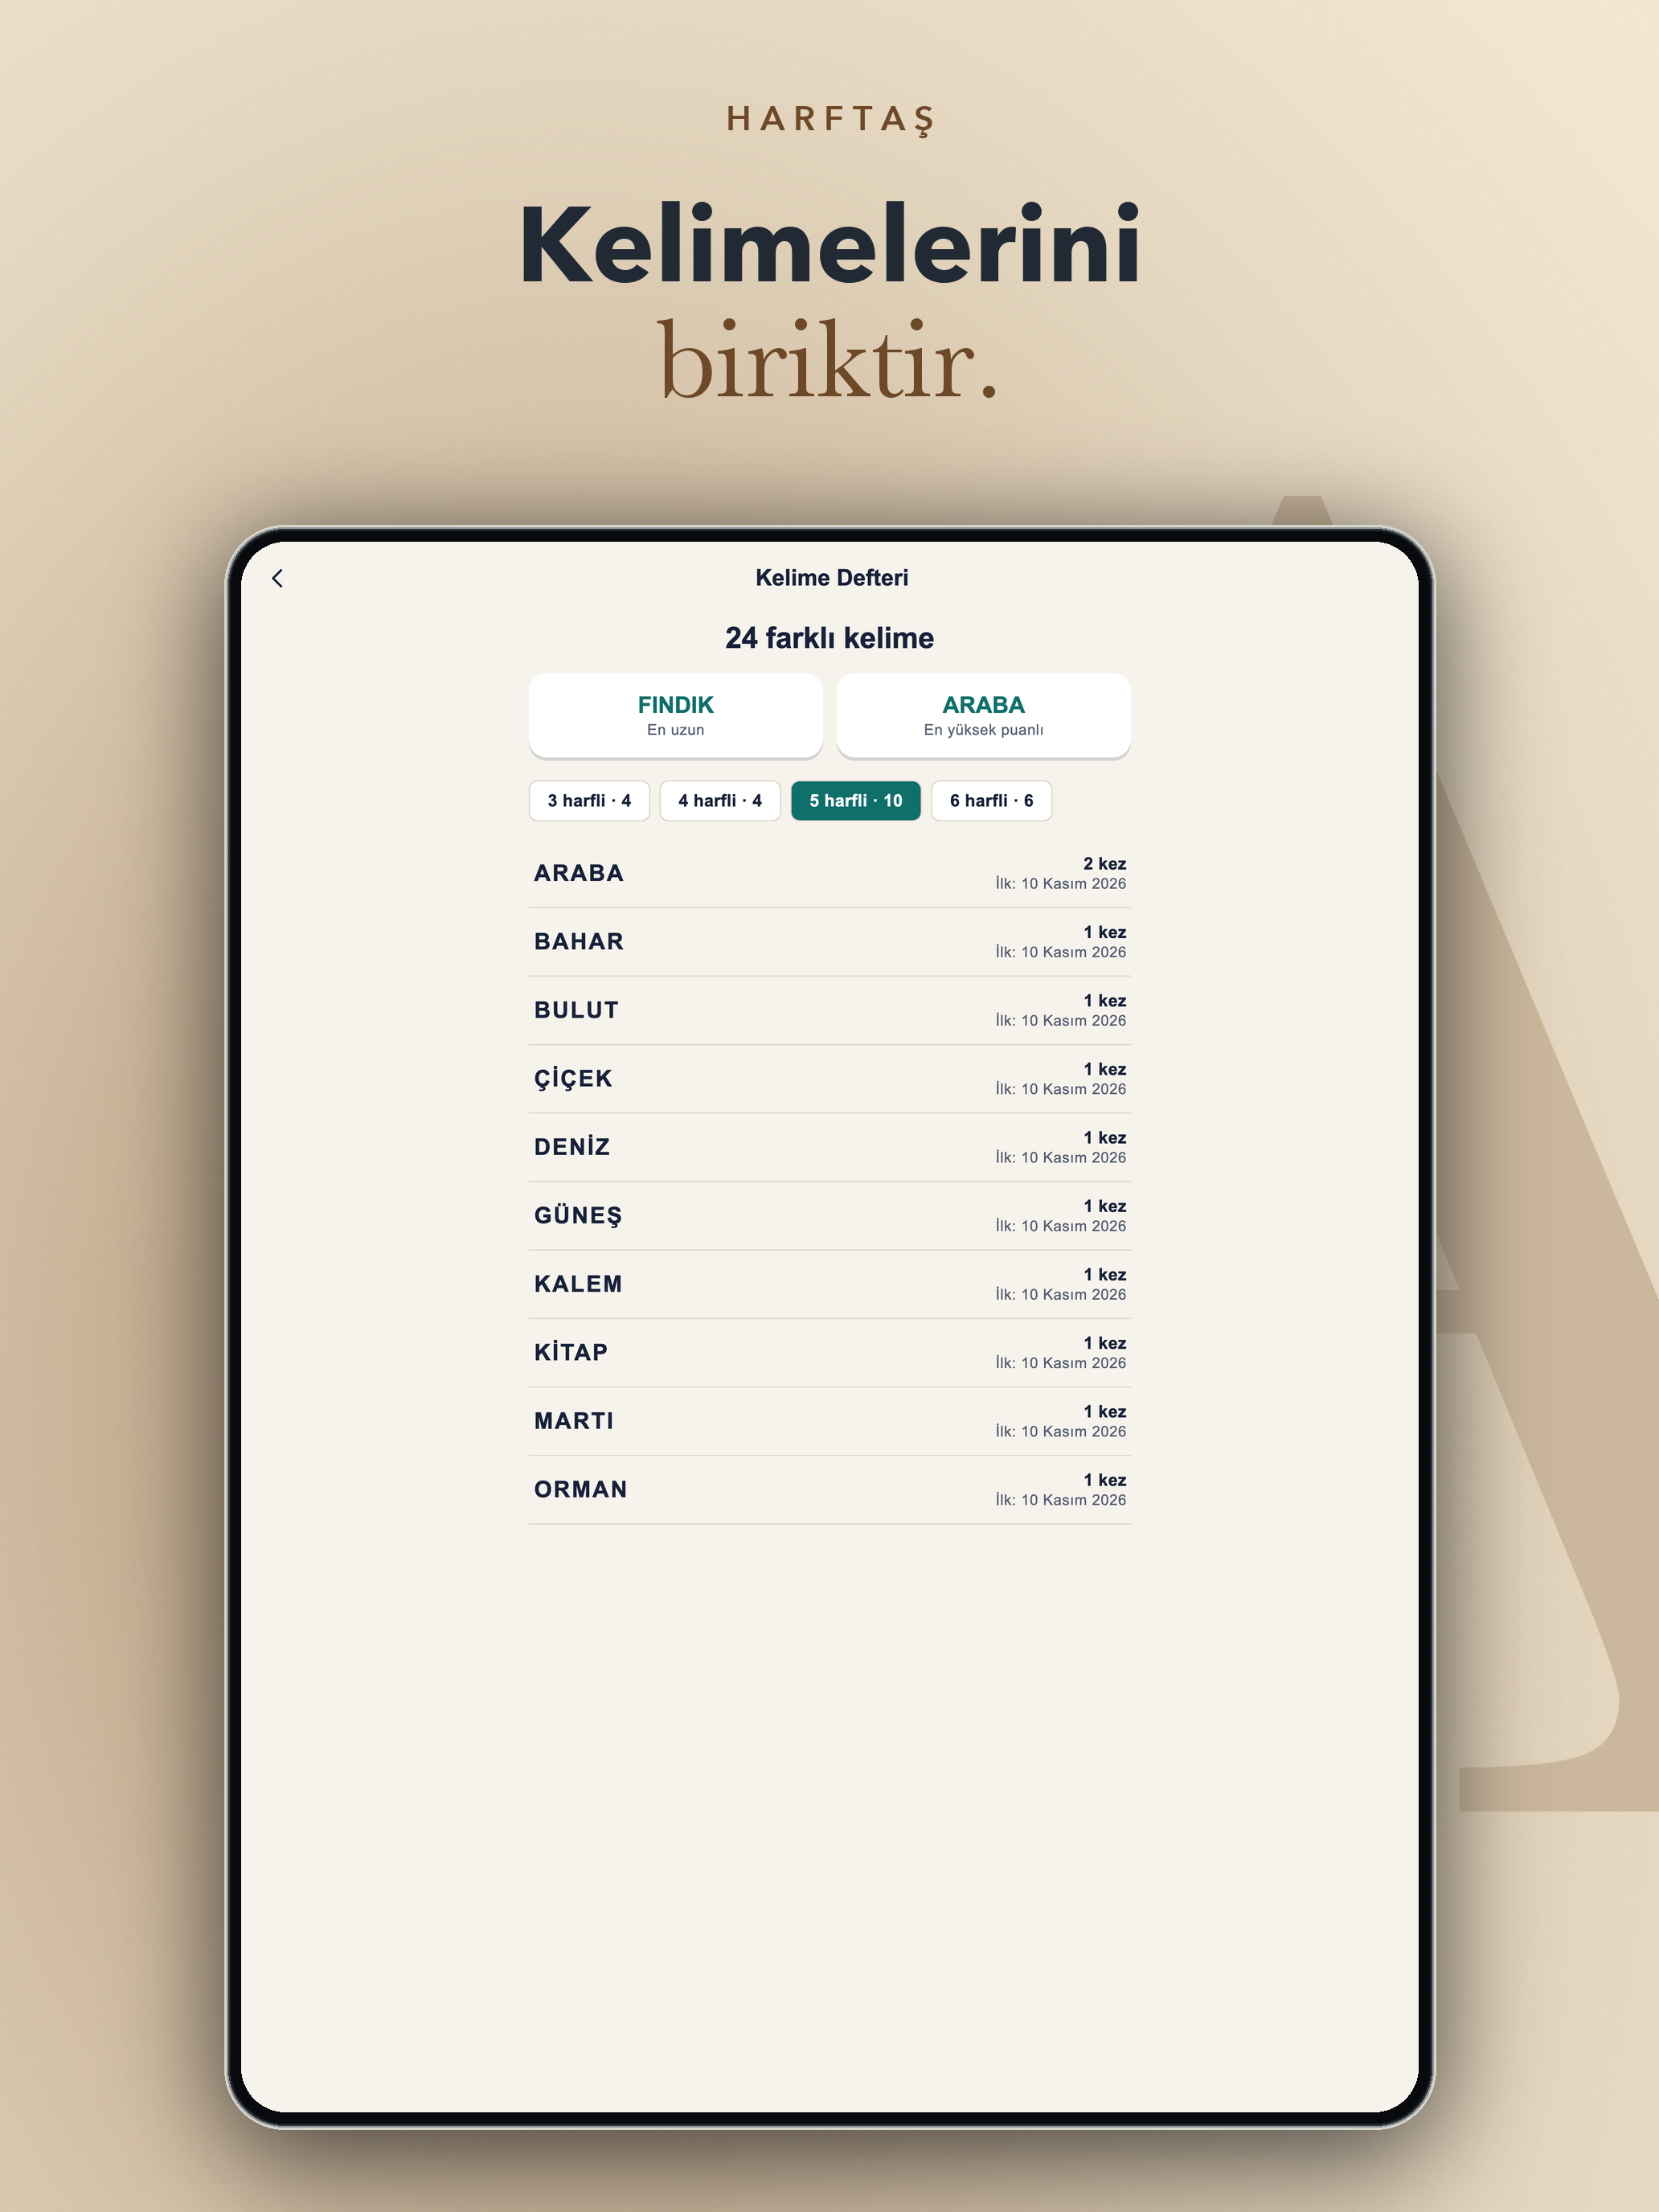 HARFTAŞ
Kelimelerini
biriktir.
Kelime Defteri
24 farklı kelime
FINDIK
En uzun
ARABA
En yüksek puanlı
3 harfli · 4
4 harfli · 4
5 harfli · 10
6 harfli · 6
ARABA
2 kez
İlk: 10 Kasım 2026
BAHAR
1 kez
İlk: 10 Kasım 2026
BULUT
1 kez
İlk: 10 Kasım 2026
ÇİÇEK
1 kez
İlk: 10 Kasım 2026
DENİZ
1 kez
İlk: 10 Kasım 2026
GÜNEŞ
1 kez
İlk: 10 Kasım 2026
KALEM
1 kez
İlk: 10 Kasım 2026
KİTAP
1 kez
İlk: 10 Kasım 2026
MARTI
1 kez
İlk: 10 Kasım 2026
ORMAN
1 kez
İlk: 10 Kasım 2026
A